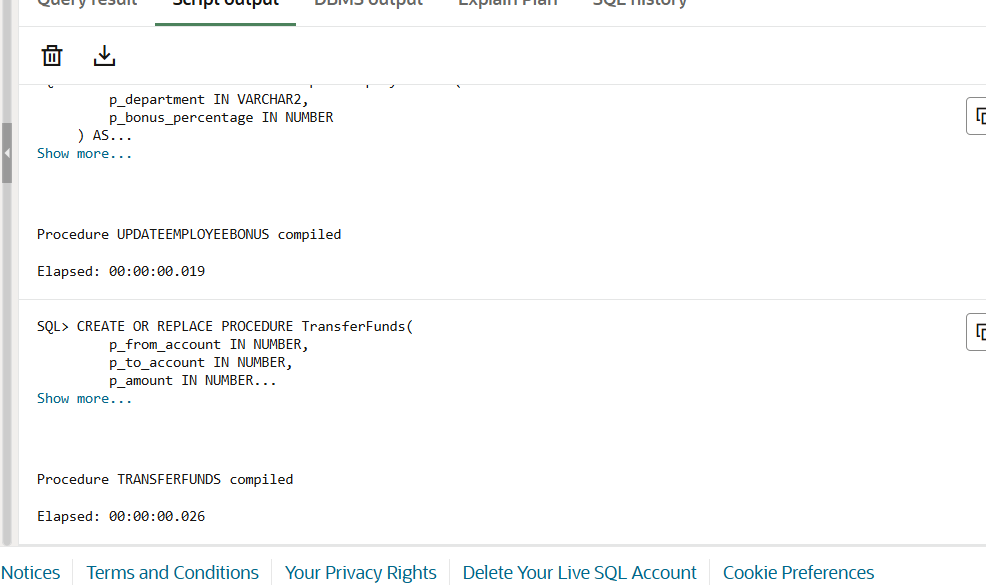 Query result Script output DBMS output Explain Plan SQL history
p_department IN VARCHAR2,
p_bonus_percentage IN NUMBER
) AS...
Show more...
Procedure UPDATEEMPLOYEEBONUS compiled
Elapsed: 00:00:00.019
SQL> CREATE OR REPLACE PROCEDURE TransferFunds(
p_from_account IN NUMBER,
p_to_account IN NUMBER,
p_amount IN NUMBER...
Show more...
Procedure TRANSFERFUNDS compiled
Elapsed: 00:00:00.026
Notices Terms and Conditions Your Privacy Rights Delete Your Live SQL Account Cookie Preferences